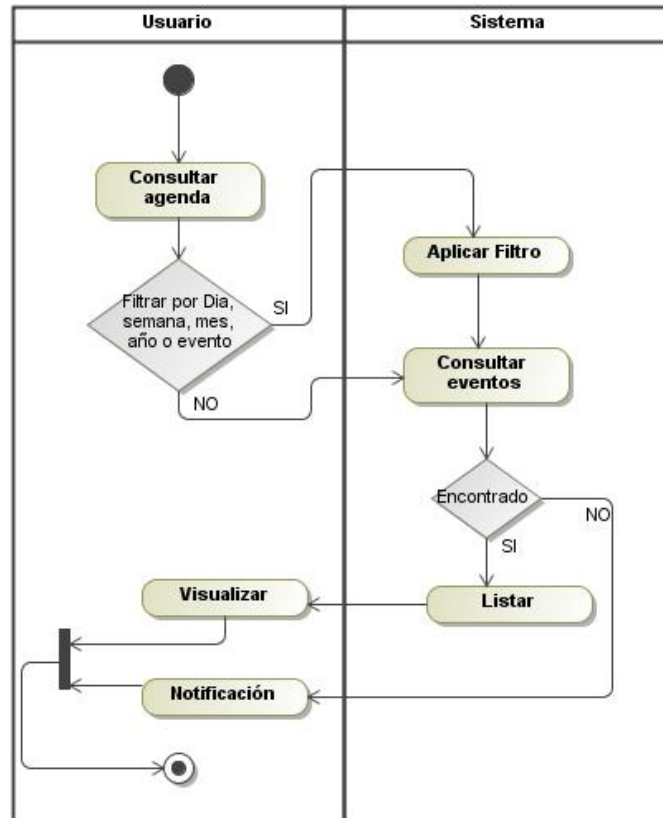 Usuario
Sistema
Consultar
agenda
Filtrar por Dia,
semana, mes,
año o evento
SI
NO
Aplicar Filtro
Consultar
eventos
Encontrado
NO
SI
Visualizar
Listar
Notificación